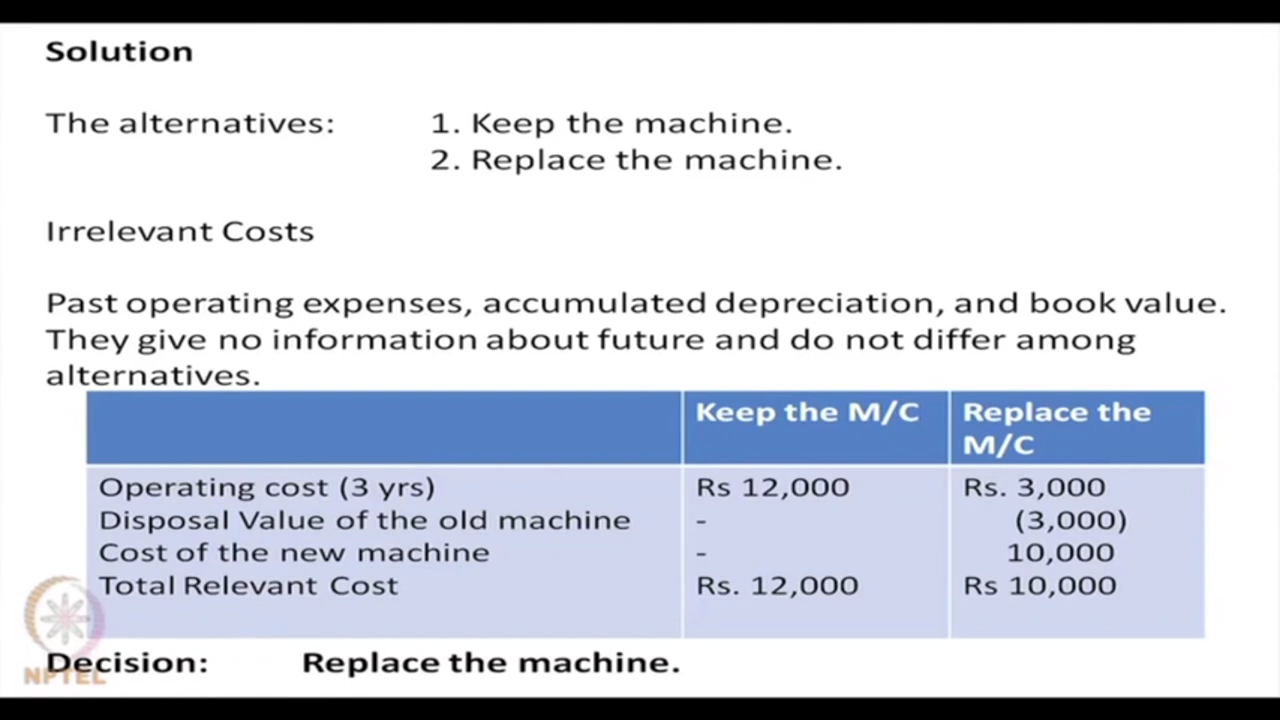 Solution
The alternatives: 1. Keep the machine.
2. Replace the machine.
Irrelevant Costs
Past operating expenses, accumulated depreciation, and book value.
They give no information about future and do not differ among
alternatives.
Keep the M/C Replace the
M/C
Operating cost (3 yrs) Rs 12,000 Rs. 3,000
Disposal Value of the old machine - (3,000)
Cost of the new machine - 10,000
Total Relevant Cost Rs. 12,000 Rs 10,000
Decision: Replace the machine.
NPTEL